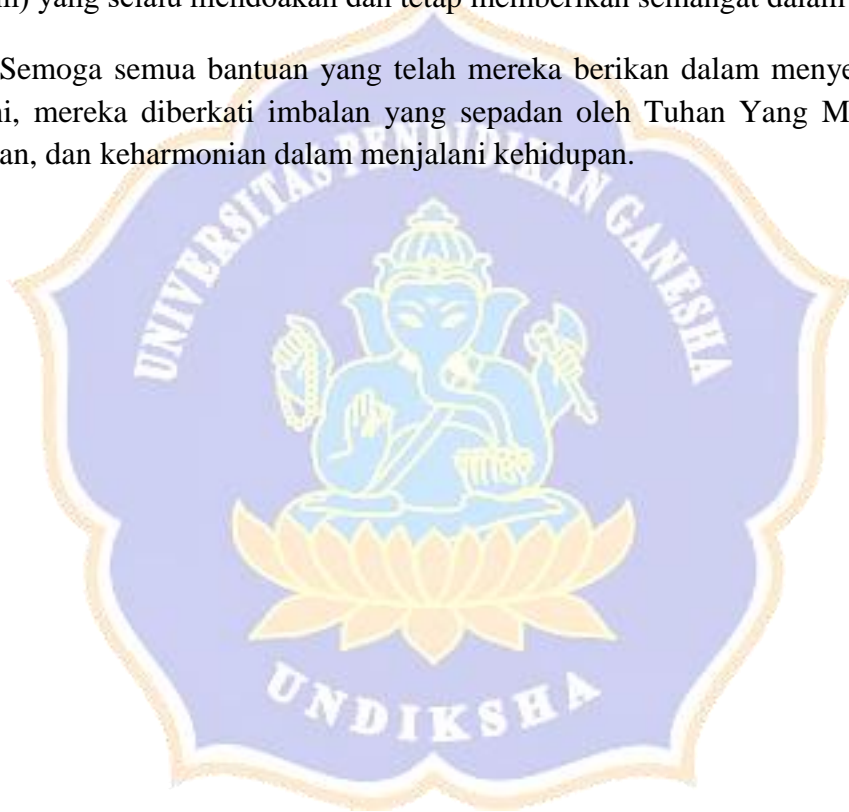 yang selalu mendoakan dan tetap memberikan semangat dalam
Semoga semua bantuan yang telah mereka berikan dalam menye
ni, mereka diberkati imbalan yang sepadan oleh Tuhan Yang M
an, dan keharmonian dalam menjalani kehidupan.
UNIVERSITAS PENDIDIKAN GANESHA
UNDIKSHA